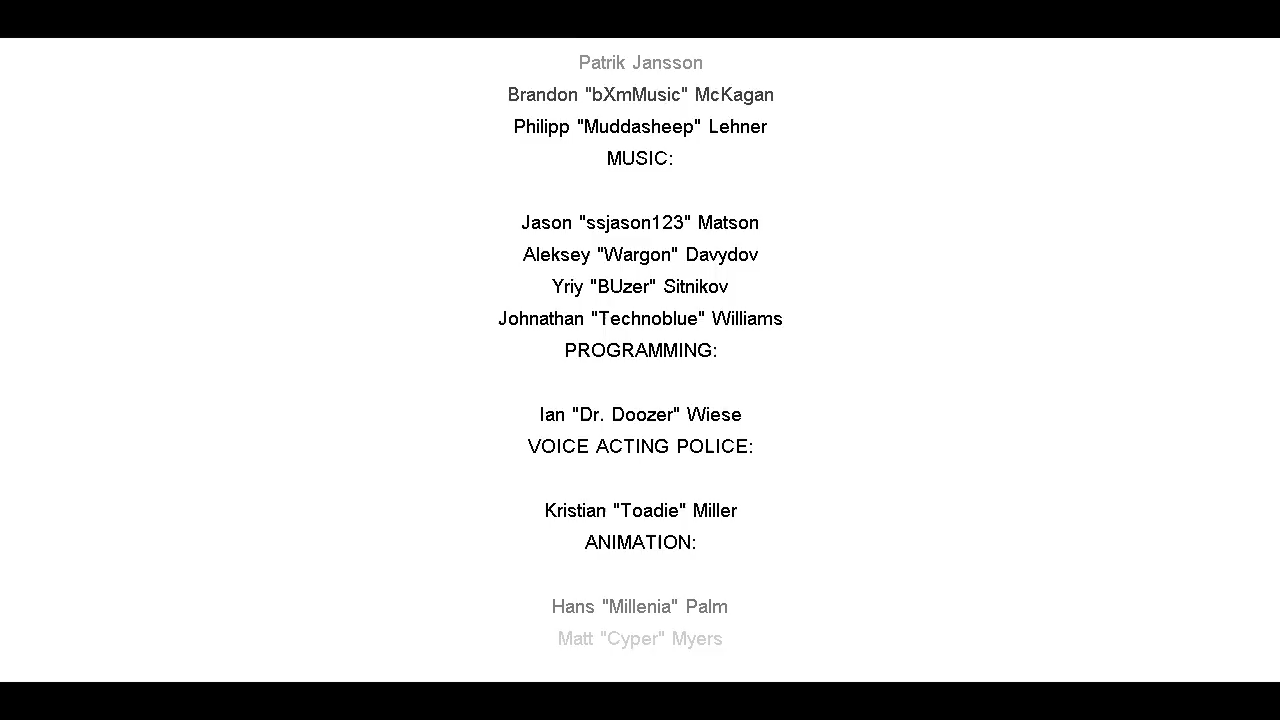 Patrik Jansson
Brandon "bXmMusic" McKagan
Philipp "Muddasheep" Lehner
MUSIC:
Jason "ssjason123" Matson
Aleksey "Wargon" Davydov
Yriy "BUzer" Sitnikov
Johnathan "Technoblue" Williams
PROGRAMMING:
Ian "Dr. Doozer" Wiese
VOICE ACTING POLICE:
Kristian "Toadie" Miller
ANIMATION:
Hans "Millenia" Palm
Matt "Cyper" Myers